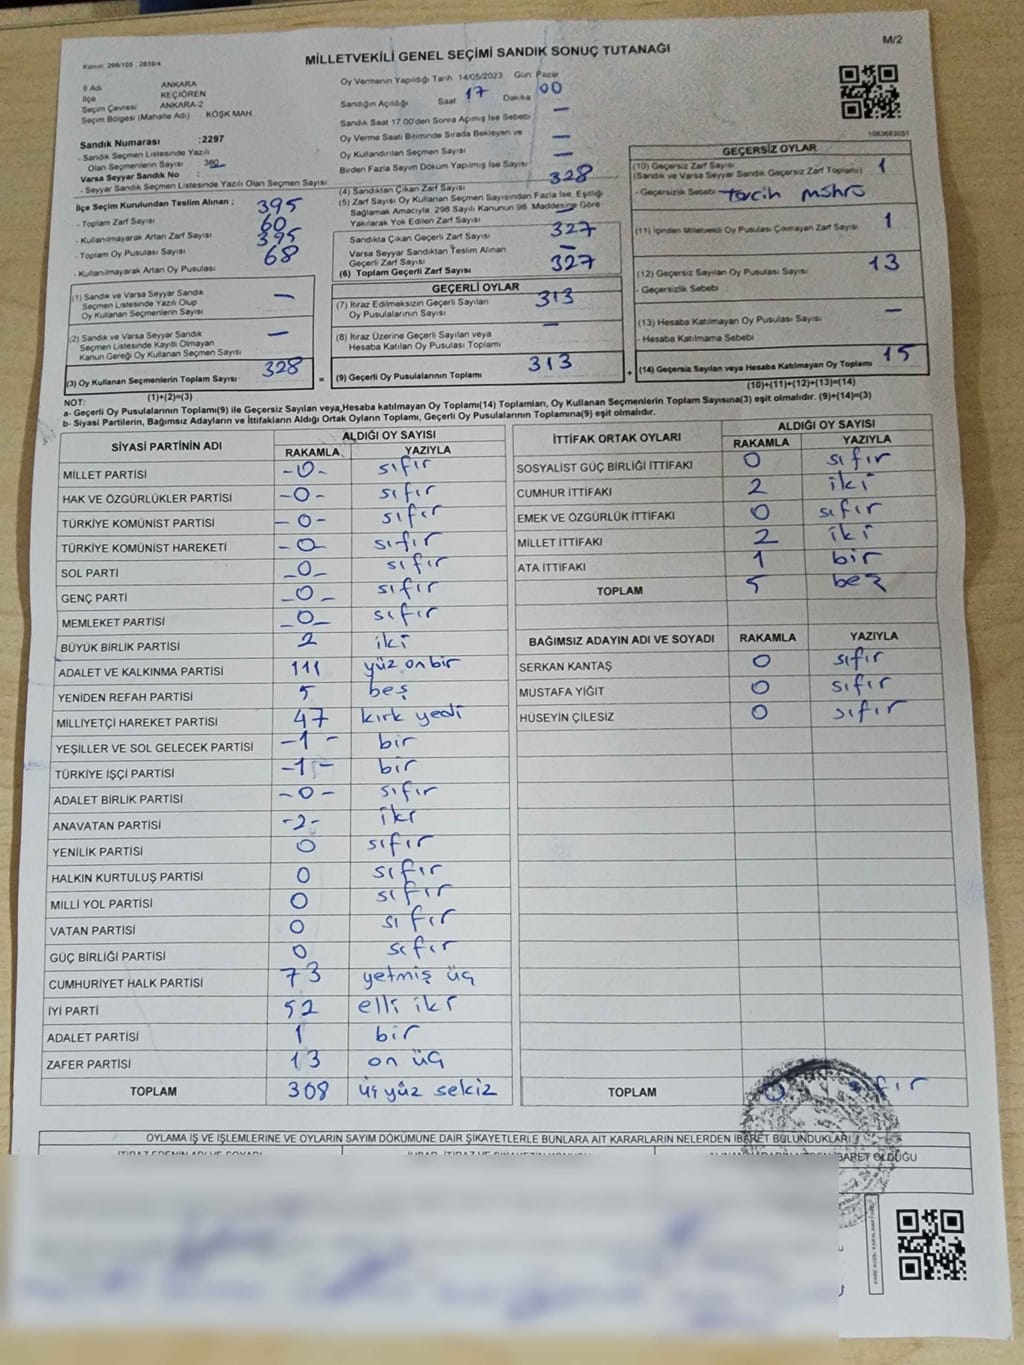 M/2
Kanun: 298/105 , 2839/4
MİLLETVEKİLİ GENEL SEÇİMİ SANDIK SONUÇ TUTANAĞI
İl Adı ANKARA
İlçe KEÇİÖREN
Seçim Çevresi ANKARA-2
Seçim Bölgesi (Mahalle Adı) KÖŞK MAH
Sandık Numarası :2297
- Sandık Seçmen Listesinde Yazılı
Olan Seçmenlerin Sayısı : 380
Varsa Seyyar Sandık No :
- Seyyar Sandık Seçmen Listesinde Yazılı Olan Seçmen Sayısı
İlçe Seçim Kurulundan Teslim Alınan ;
- Toplam Zarf Sayısı 395
- Kullanılmayarak Artan Zarf Sayısı 60
- Toplam Oy Pusulası Sayısı 395
- Kullanılmayarak Artan Oy Pusulası 68
(1) Sandık ve Varsa Seyyar Sandık
Seçmen Listesinde Yazılı Olup
Oy Kullanan Seçmenlerin Sayısı —
(2) Sandık ve Varsa Seyyar Sandık
Seçmen Listesinde Kayıtlı Olmayan
Kanun Gereği Oy Kullanan Seçmen Sayısı —
(3) Oy Kullanan Seçmenlerin Toplam Sayısı 328
(1)+(2)=(3)
Oy Vermenin Yapıldığı Tarih 14/05/2023 Gün Pazar
Sandığın Açıldığı Saat 17 Dakika 00
Sandık Saat 17:00'den Sonra Açmış İse Sebebi —
Oy Verme Saati Bitiminde Sırada Bekleyen ve
Oy Kullandırılan Seçmen Sayısı —
Birden Fazla Sayım Döküm Yapılmış İse Sayısı —
(4) Sandıktan Çıkan Zarf Sayısı 328
(5) Zarf Sayısı Oy Kullanan Seçmen Sayısından Fazla İse, Eşitliği
Sağlamak Amacıyla, 298 Sayılı Kanunun 98. Maddesine Göre
Yakılarak Yok Edilen Zarf Sayısı —
Sandıkta Çıkan Geçerli Zarf Sayısı 327
Varsa Seyyar Sandıktan Teslim Alınan
Geçerli Zarf Sayısı —
(6) Toplam Geçerli Zarf Sayısı 327
GEÇERLİ OYLAR
(7) İtiraz Edilmeksizin Geçerli Sayılan
Oy Pusulalarının Sayısı 313
(8) İtiraz Üzerine Geçerli Sayılan veya
Hesaba Katılan Oy Pusulası Toplamı —
= (9) Geçerli Oy Pusulalarının Toplamı 313
1083683051
GEÇERSİZ OYLAR
(10) Geçersiz Zarf Sayısı
(Sandık ve Varsa Seyyar Sandık Geçersiz Zarf Toplamı) 1
- Geçersizlik Sebebi tercih
(11) İçinden Milletvekili Oy Pusulası Çıkmayan Zarf Sayısı 1
(12) Geçersiz Sayılan Oy Pusulası Sayısı 13
- Geçersizlik Sebebi :
(13) Hesaba Katılmayan Oy Pusulası Sayısı —
- Hesaba Katılmama Sebebi
+ (14) Geçersiz Sayılan veya Hesaba Katılmayan Oy Toplamı 15
(10)+(11)+(12)+(13)=(14)
NOT:
a- Geçerli Oy Pusulalarının Toplamı(9) ile Geçersiz Sayılan veya Hesaba katılmayan Oy Toplamı(14) Toplamları, Oy Kullanan Seçmenlerin Toplam Sayısına(3) eşit olmalıdır. (9)+(14)=(3)
b- Siyasi Partilerin, Bağımsız Adayların ve İttifakların Aldığı Ortak Oyların Toplamı, Geçerli Oy Pusulalarının Toplamına(9) eşit olmalıdır.
SİYASİ PARTİNİN ADI ALDIĞI OY SAYISI
RAKAMLA YAZIYLA
MİLLET PARTİSİ -0- sıfır
HAK VE ÖZGÜRLÜKLER PARTİSİ -0- sıfır
TÜRKİYE KOMÜNİST PARTİSİ -0- sıfır
TÜRKİYE KOMÜNİST HAREKETİ -0- sıfır
SOL PARTİ -0- sıfır
GENÇ PARTİ -0- sıfır
MEMLEKET PARTİSİ -0- sıfır
BÜYÜK BİRLİK PARTİSİ 2 iki
ADALET VE KALKINMA PARTİSİ 111 yüz on bir
YENİDEN REFAH PARTİSİ 5 beş
MİLLİYETÇİ HAREKET PARTİSİ 47 kırk yedi
YEŞİLLER VE SOL GELECEK PARTİSİ -1- bir
TÜRKİYE İŞÇİ PARTİSİ -1- bir
ADALET BİRLİK PARTİSİ -0- sıfır
ANAVATAN PARTİSİ -2- iki
YENİLİK PARTİSİ 0 sıfır
HALKIN KURTULUŞ PARTİSİ 0 sıfır
MİLLİ YOL PARTİSİ 0 sıfır
VATAN PARTİSİ 0 sıfır
GÜÇ BİRLİĞİ PARTİSİ 0 sıfır
CUMHURİYET HALK PARTİSİ 73 yetmiş üç
İYİ PARTİ 52 elli iki
ADALET PARTİSİ 1 bir
ZAFER PARTİSİ 13 on üç
TOPLAM 308 üç yüz sekiz
İTTİFAK ORTAK OYLARI ALDIĞI OY SAYISI
RAKAMLA YAZIYLA
SOSYALİST GÜÇ BİRLİĞİ İTTİFAKI 0 sıfır
CUMHUR İTTİFAKI 2 iki
EMEK VE ÖZGÜRLÜK İTTİFAKI 0 sıfır
MİLLET İTTİFAKI 2 iki
ATA İTTİFAKI 1 bir
TOPLAM 5 beş
BAĞIMSIZ ADAYIN ADI VE SOYADI RAKAMLA YAZIYLA
SERKAN KANTAŞ 0 sıfır
MUSTAFA YİĞİT 0 sıfır
HÜSEYİN ÇİLESİZ 0 sıfır
TOPLAM 0 sıfır
OYLAMA İŞ VE İŞLEMLERİNE VE OYLARIN SAYIM DÖKÜMÜNE DAİR ŞİKAYETLERLE BUNLARA AİT KARARLARIN NELERDEN İBARET BULUNDUKLARI
İBARET OLDUĞU